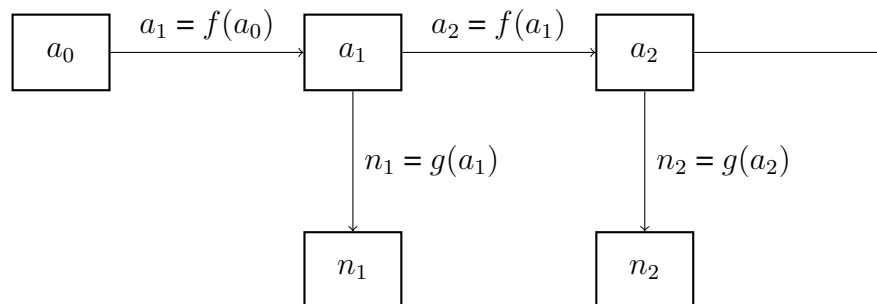 a₀
a₁ = f(a₀)
a₁
a₂ = f(a₁)
a₂
n₁ = g(a₁)
n₂ = g(a₂)
n₁
n₂